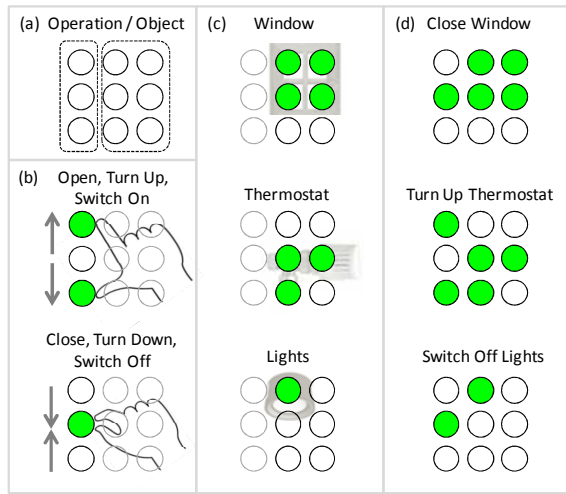 (a) Operation / Object
(b) Open, Turn Up,
Switch On
Close, Turn Down,
Switch Off
(c) Window
Thermostat
Lights
(d) Close Window
Turn Up Thermostat
Switch Off Lights